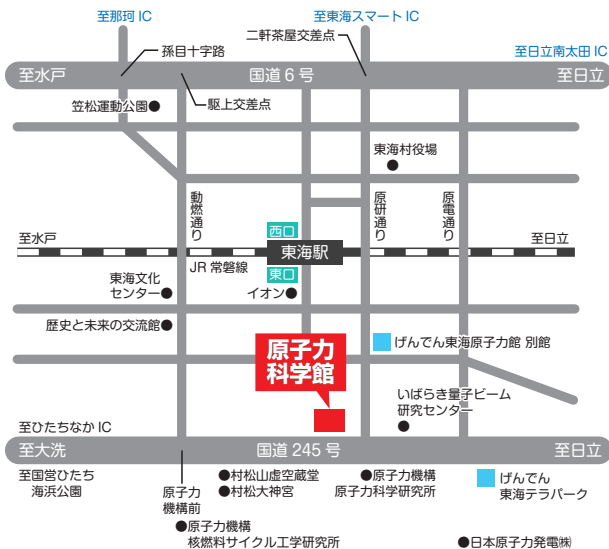 至那珂 IC
至東海スマート IC
二軒茶屋交差点
孫目十字路
至日立南太田 IC
至水戸
国道 6 号
至日立
笠松運動公園●
駆上交差点
東海村役場
●
動燃通り
原研通り
原電通り
西口
至水戸
東海駅
至日立
JR 常磐線
東口
東海文化
センター●
イオン●
歴史と未来の交流館●
げんでん東海原子力館 別館
原子力
科学館
いばらき量子ビーム
研究センター
●
至ひたちなか IC
至大洗
国道 245 号
至日立
至国営ひたち
海浜公園
原子力
機構前
●村松山虚空蔵堂
●村松大神宮
●原子力機構
原子力科学研究所
げんでん
東海テラパーク
●原子力機構
核燃料サイクル工学研究所
●日本原子力発電㈱